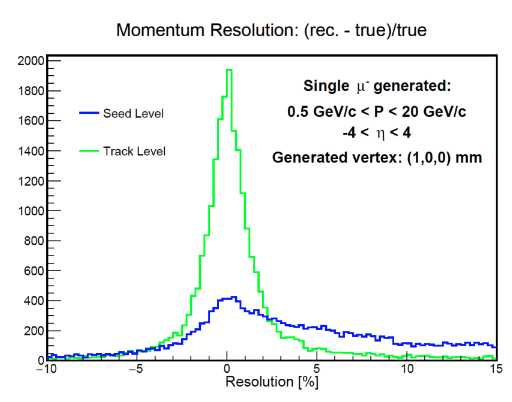 Momentum Resolution: (rec. - true)/true
2000
1800
1600
1400
1200
1000
800
600
400
200
0
Seed Level
Track Level
Single μ⁻ generated:
0.5 GeV/c < P < 20 GeV/c
-4 < η < 4
Generated vertex: (1,0,0) mm
−10 −5 0 5 10 15
Resolution [%]